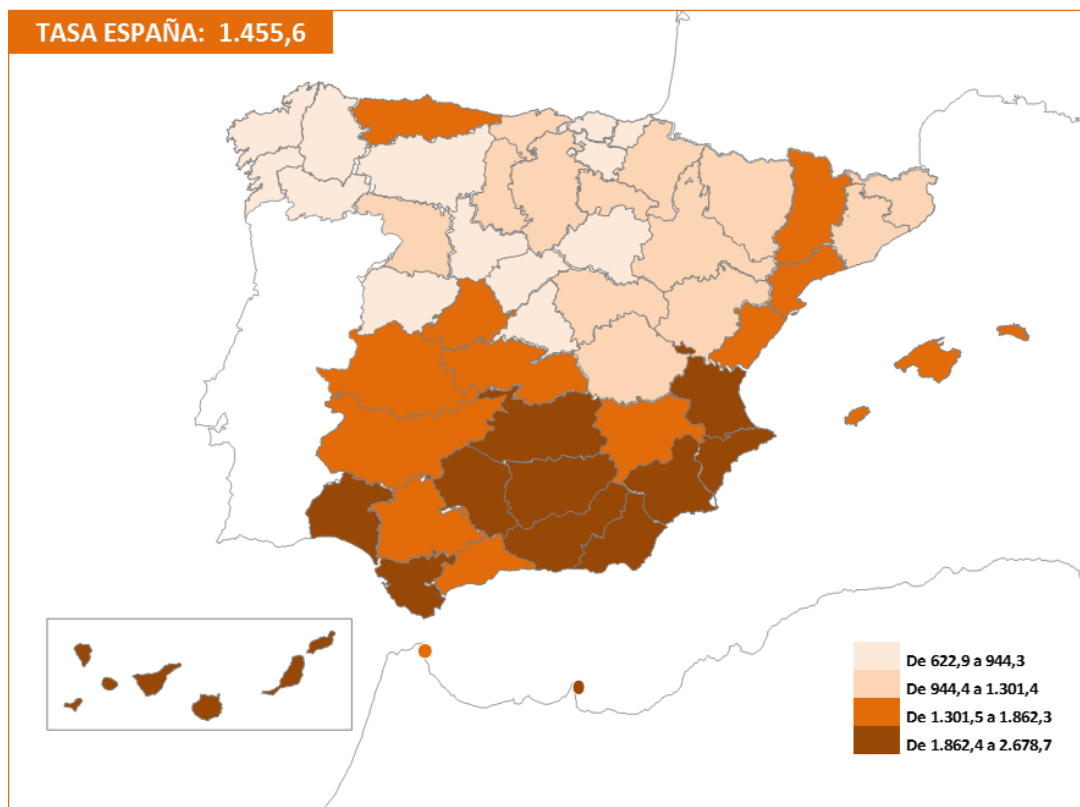 TASA ESPAÑA: 1.455,6
De 622,9 a 944,3
De 944,4 a 1.301,4
De 1.301,5 a 1.862,3
De 1.862,4 a 2.678,7